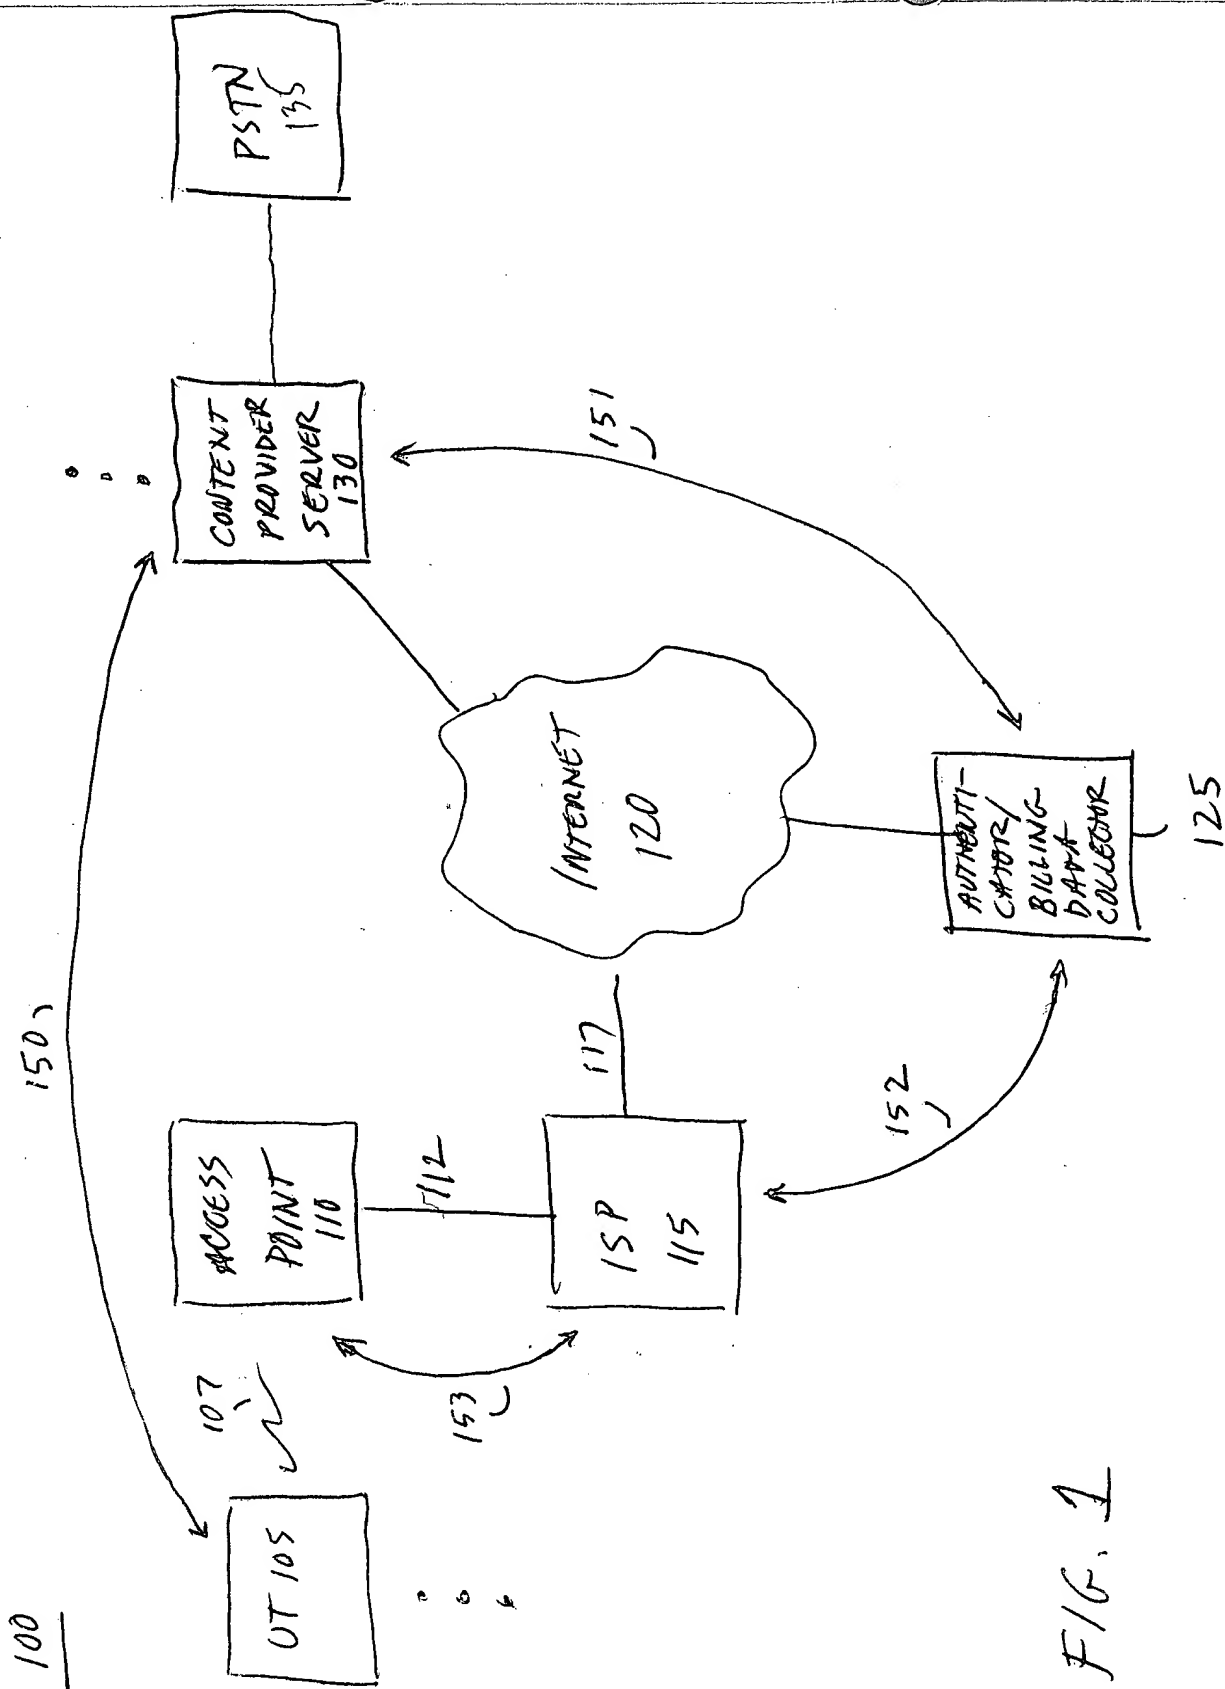 100
150
UT 105
107
ACCESS
POINT
110
112
153
ISP
115
117
152
INTERNET
120
CONTENT
PROVIDER
SERVER
130
PSTN
135
151
AUTHENTI-
CATOR/
BILLING
DATA
COLLECTOR
125
FIG. 1